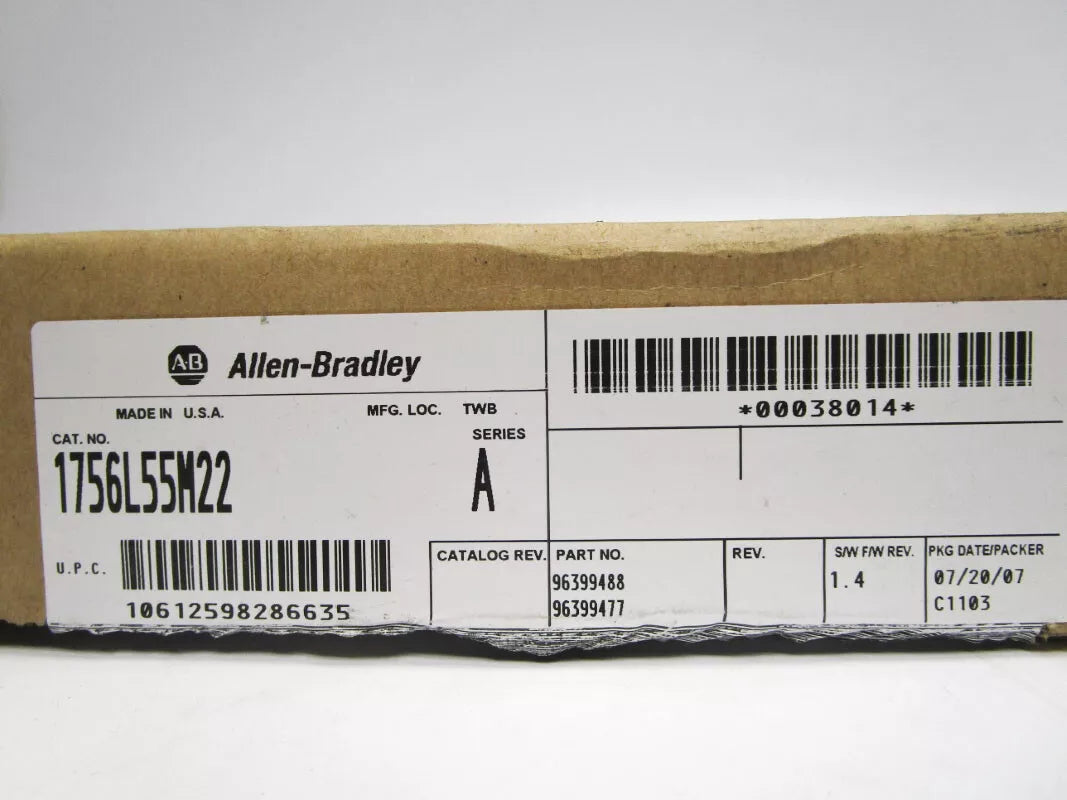 A·B Allen-Bradley
MADE IN U.S.A. MFG. LOC. TWB
CAT. NO. SERIES
1756L55M22 A
U.P.C.
10612598286635
*00038014*
CATALOG REV. PART NO. REV. S/W F/W REV. PKG DATE/PACKER
96399488 1.4 07/20/07
96399477 C1103